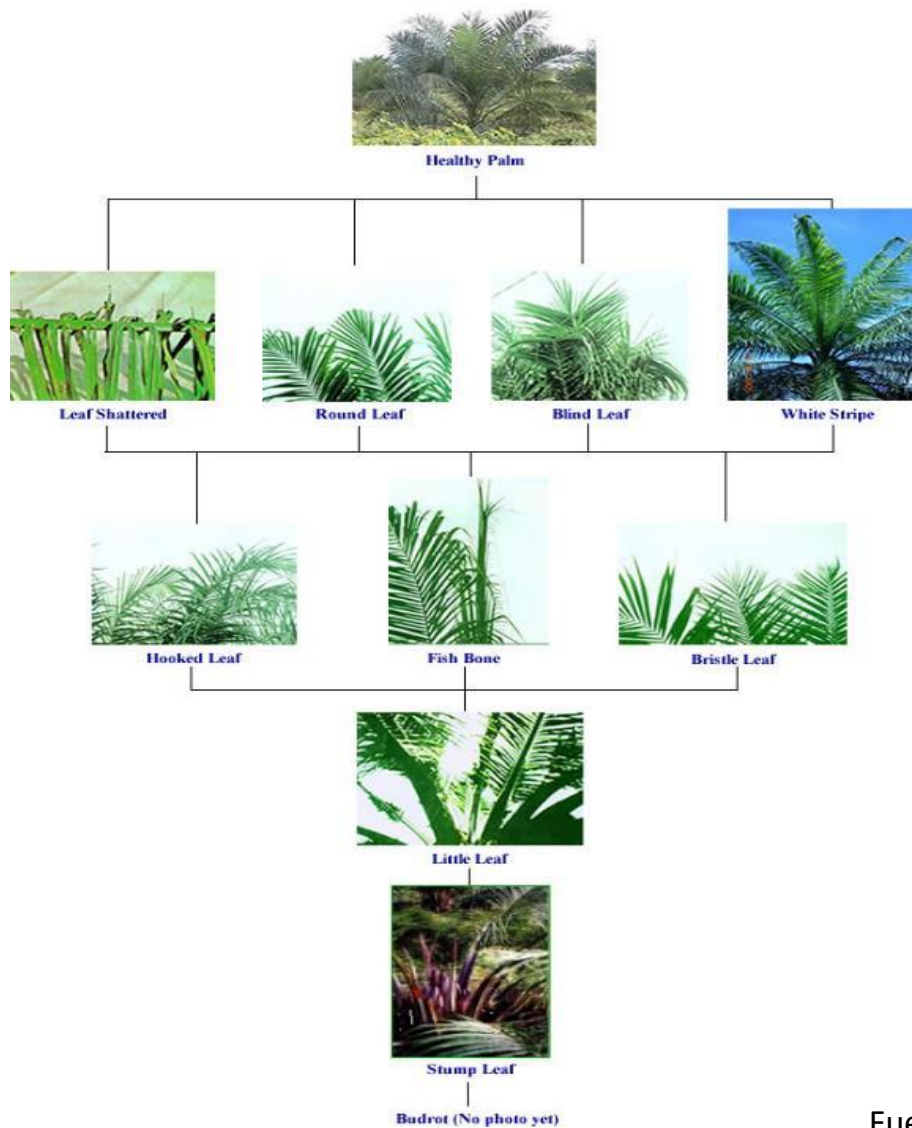 Healthy Palm
Leaf Shattered
Round Leaf
Blind Leaf
White Stripe
Hooked Leaf
Fish Bone
Bristle Leaf
Little Leaf
Stump Leaf
Budrot (No photo yet)